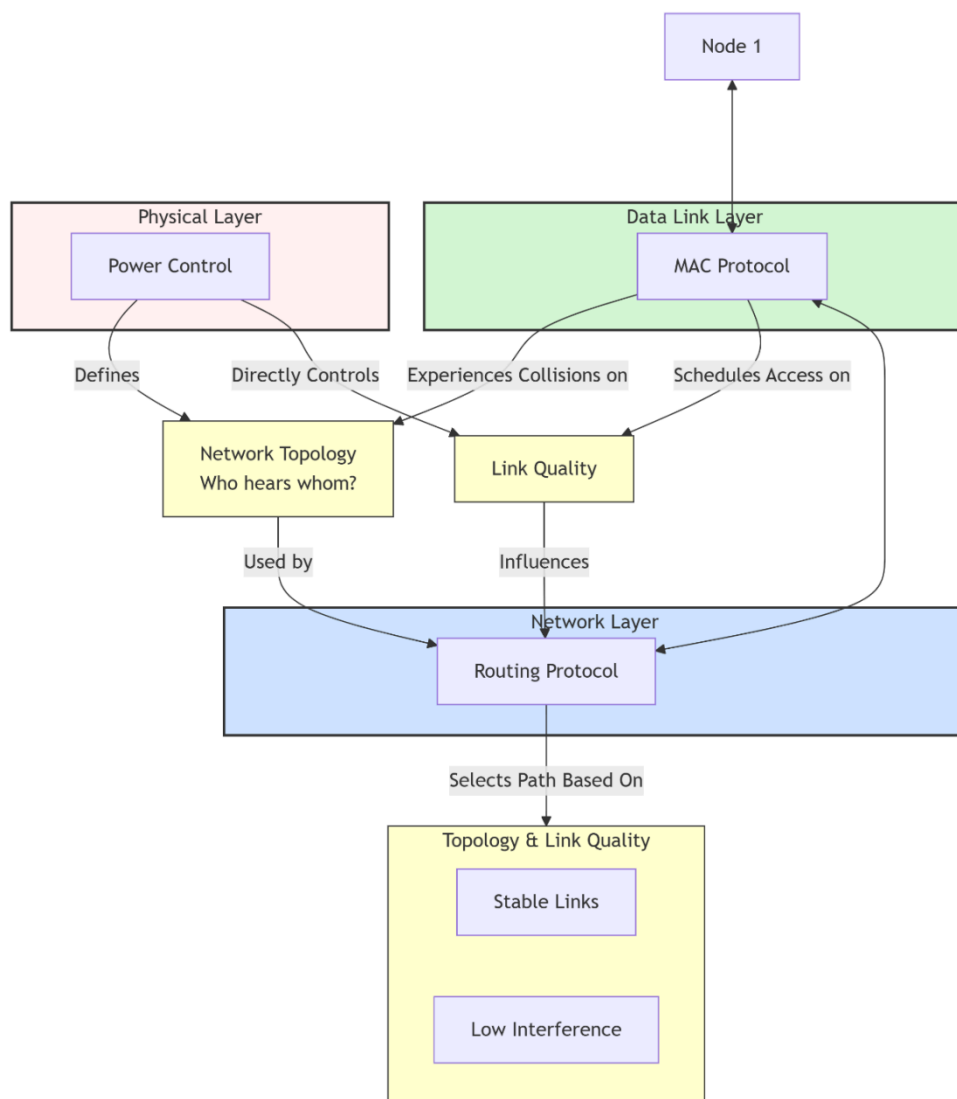 Node 1
Physical Layer
Data Link Layer
Power Control
MAC Protocol
Defines
Directly Controls
Experiences Collisions on
Schedules Access on
Network Topology
Who hears whom?
Link Quality
Used by
Influences
Network Layer
Routing Protocol
Selects Path Based On
Topology & Link Quality
Stable Links
Low Interference